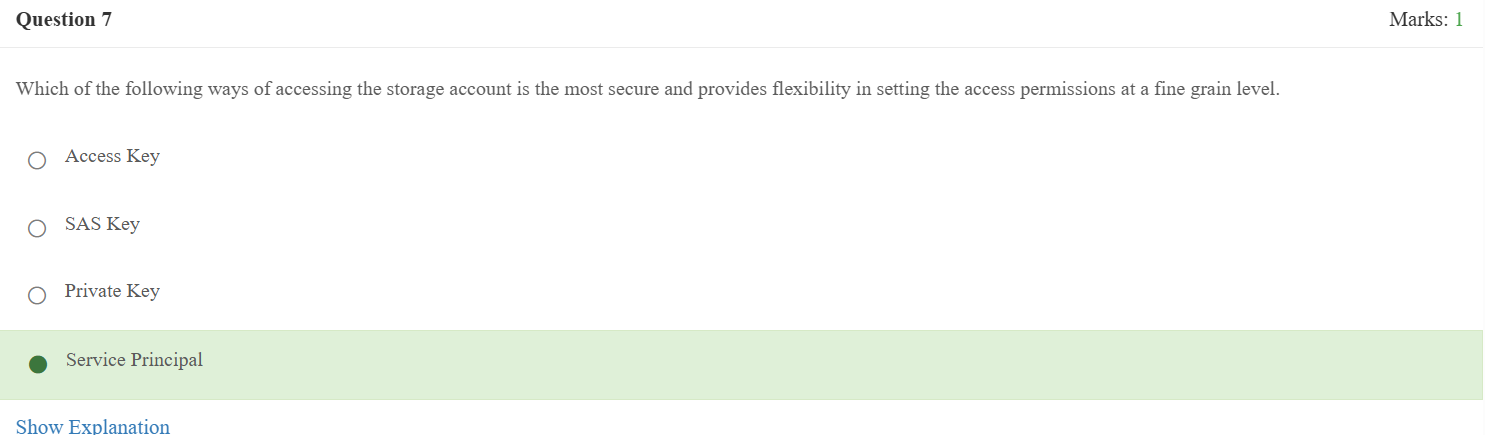 Question 7
Marks: 1
Which of the following ways of accessing the storage account is the most secure and provides flexibility in setting the access permissions at a fine grain level.
Access Key
SAS Key
Private Key
Service Principal
Show Explanation